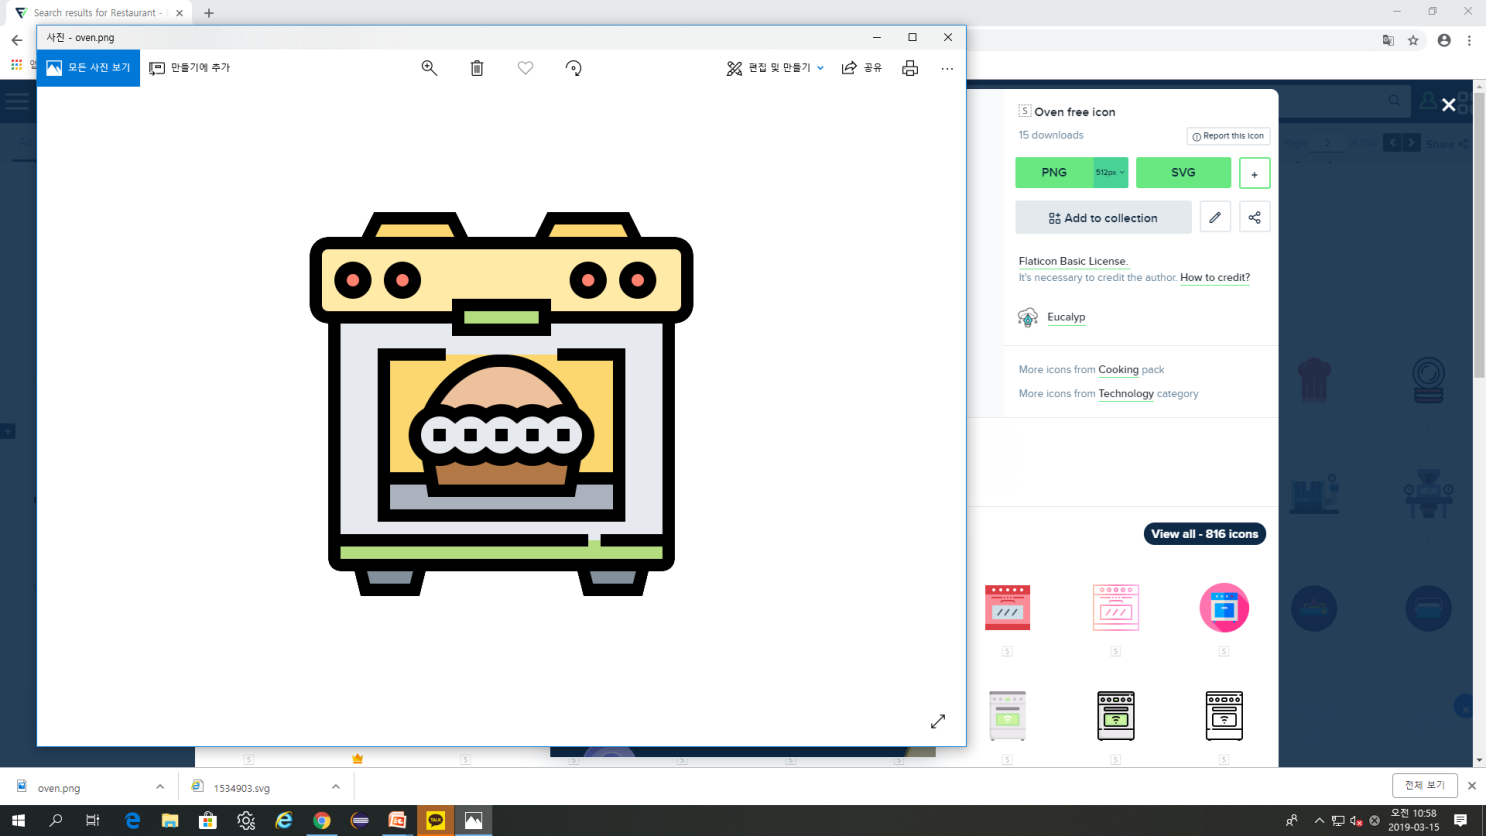 Search results for Restaurant -
사진 - oven.png
모든 사진 보기
만들기에 추가
편집 및 만들기
공유
S Oven free icon
15 downloads
Report this icon
PNG
512px
SVG
+
Add to collection
Flaticon Basic License.
It's necessary to credit the author. How to credit?
Eucalyp
More icons from Cooking pack
More icons from Technology category
Page
2
Share
View all - 816 icons
S
S
S
S
S
S
S
S
S
S
S
S
S
oven.png
1534903.svg
전체 보기
TALK
오전 10:58
2019-03-15